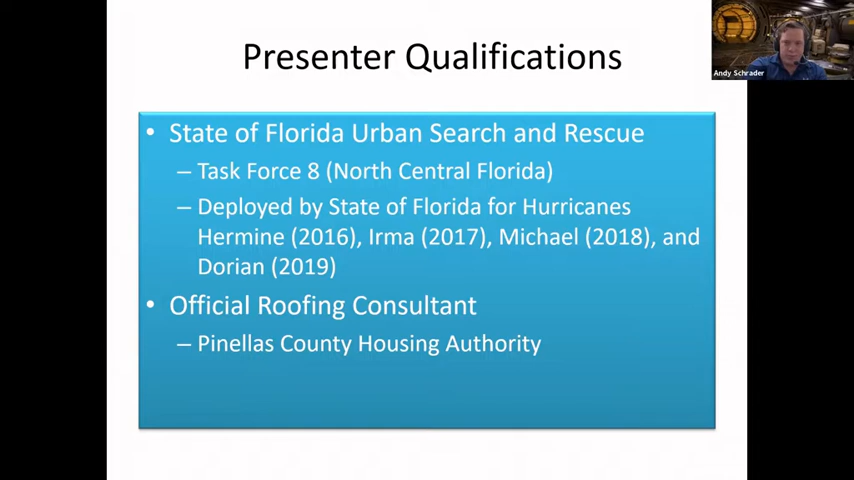 Presenter Qualifications
Andy Schrader
• State of Florida Urban Search and Rescue
– Task Force 8 (North Central Florida)
– Deployed by State of Florida for Hurricanes
Hermine (2016), Irma (2017), Michael (2018), and
Dorian (2019)
• Official Roofing Consultant
– Pinellas County Housing Authority